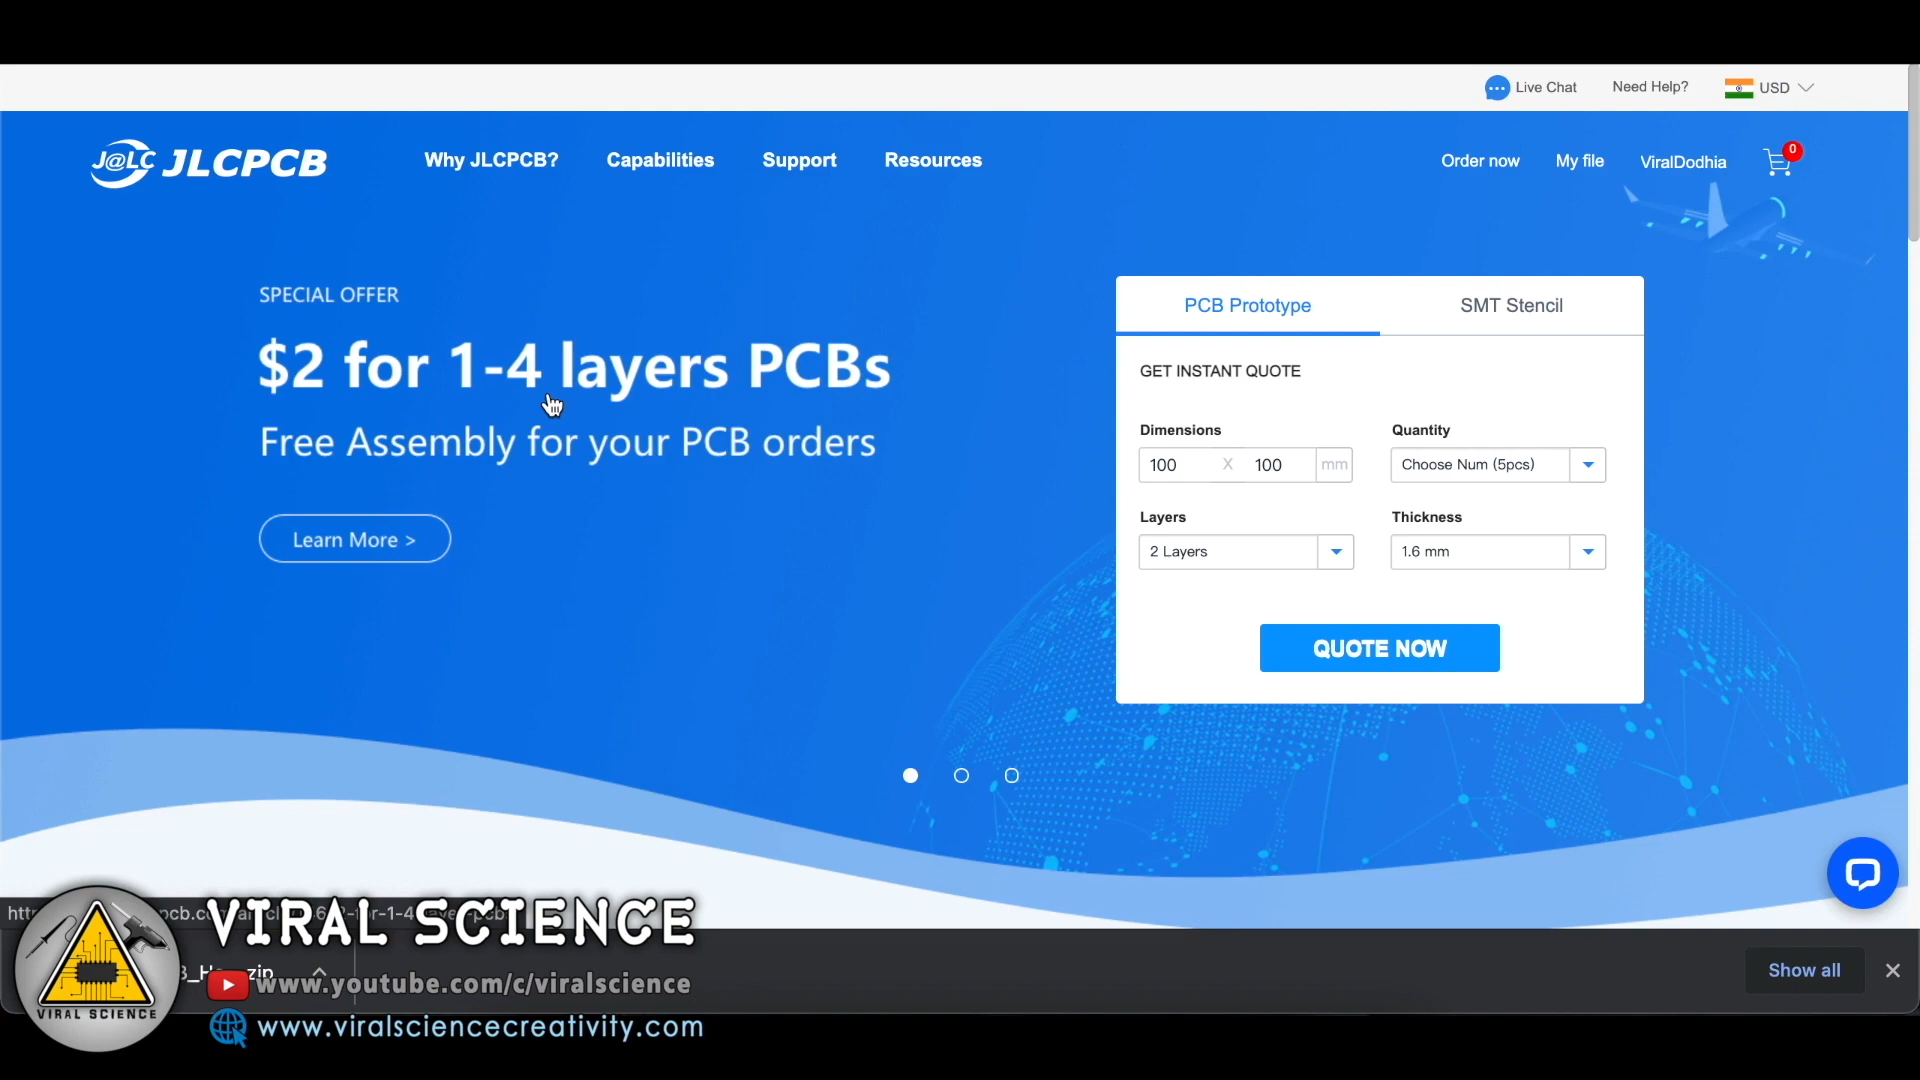 Live Chat Need Help? USD
J@LC JLCPCB Why JLCPCB? Capabilities Support Resources Order now My file ViralDodhia 0
SPECIAL OFFER
$2 for 1-4 layers PCBs
Free Assembly for your PCB orders
Learn More >
PCB Prototype SMT Stencil
GET INSTANT QUOTE
Dimensions Quantity
100 X 100 mm Choose Num (5pcs)
Layers Thickness
2 Layers 1.6 mm
QUOTE NOW
VIRAL SCIENCE
www.youtube.com/c/viralscience
www.viralsciencecreativity.com
VIRAL SCIENCE
Show all